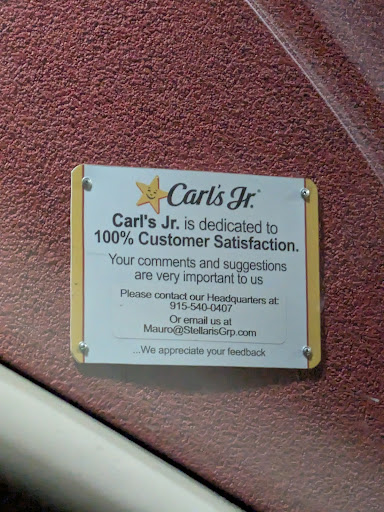 Carl's Jr.®
Carl's Jr. is dedicated to
100% Customer Satisfaction.
Your comments and suggestions
are very important to us
Please contact our Headquarters at:
915-540-0407
Or email us at
Mauro@StellarisGrp.com
...We appreciate your feedback